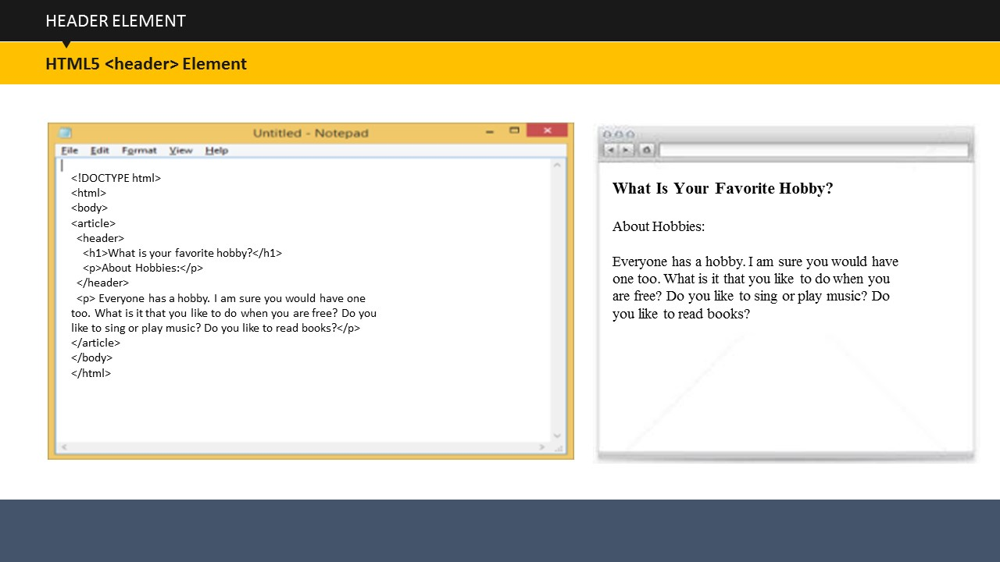 HEADER ELEMENT
HTML5 <header> Element
Untitled - Notepad
File Edit Format View Help
<!DOCTYPE html>
<html>
<body>
<article>
<header>
<h1>What is your favorite hobby?</h1>
<p>About Hobbies:</p>
</header>
<p> Everyone has a hobby. I am sure you would have one
too. What is it that you like to do when you are free? Do you
like to sing or play music? Do you like to read books?</p>
</article>
</body>
</html>
What Is Your Favorite Hobby?
About Hobbies:
Everyone has a hobby. I am sure you would have
one too. What is it that you like to do when you
are free? Do you like to sing or play music? Do
you like to read books?